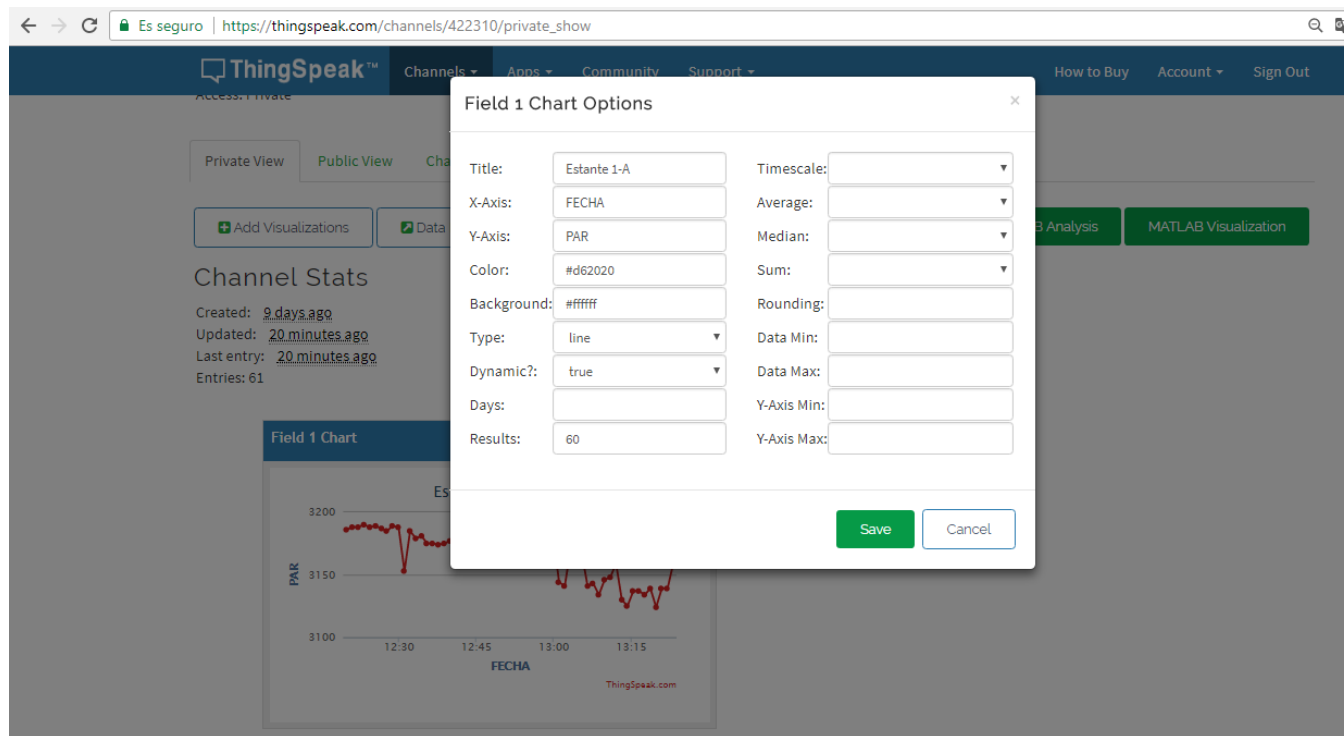 Es seguro | https://thingspeak.com/channels/422310/private_show
ThingSpeak™ Channels Apps Community Support How to Buy Account Sign Out
Access: Private
Private View Public View Cha
Add Visualizations Data B Analysis MATLAB Visualization
Channel Stats
Created: 9 days ago
Updated: 20 minutes ago
Last entry: 20 minutes ago
Entries: 61
Field 1 Chart
Es
3200
3150
3100
PAR
12:30 12:45 13:00 13:15
FECHA
ThingSpeak.com
Field 1 Chart Options ×
Title: Estante 1-A Timescale:
X-Axis: FECHA Average:
Y-Axis: PAR Median:
Color: #d62020 Sum:
Background: #ffffff Rounding:
Type: line Data Min:
Dynamic?: true Data Max:
Days: Y-Axis Min:
Results: 60 Y-Axis Max:
Save Cancel